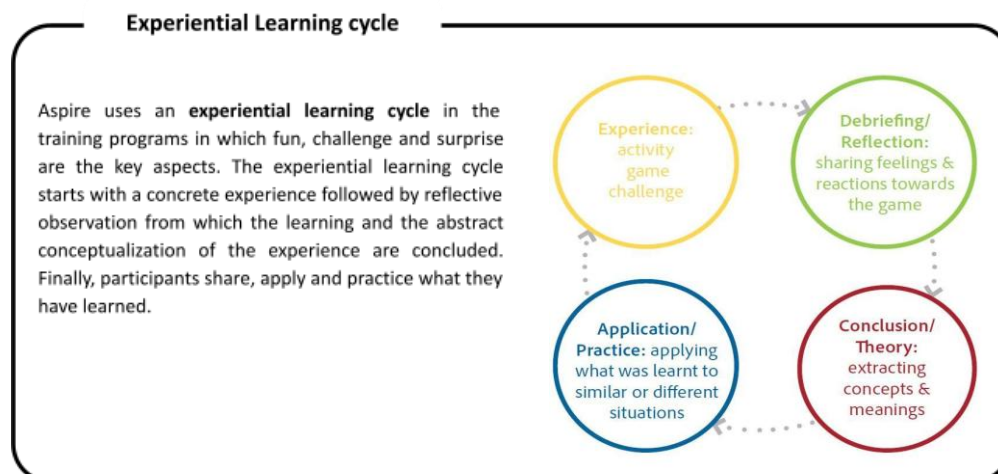 Experiential Learning cycle
Aspire uses an experiential learning cycle in the
training programs in which fun, challenge and surprise
are the key aspects. The experiential learning cycle
starts with a concrete experience followed by reflective
observation from which the learning and the abstract
conceptualization of the experience are concluded.
Finally, participants share, apply and practice what they
have learned.
Experience:
activity
game
challenge
Debriefing/
Reflection:
sharing feelings &
reactions towards
the game
Conclusion/
Theory:
extracting
concepts &
meanings
Application/
Practice: applying
what was learnt to
similar or different
situations